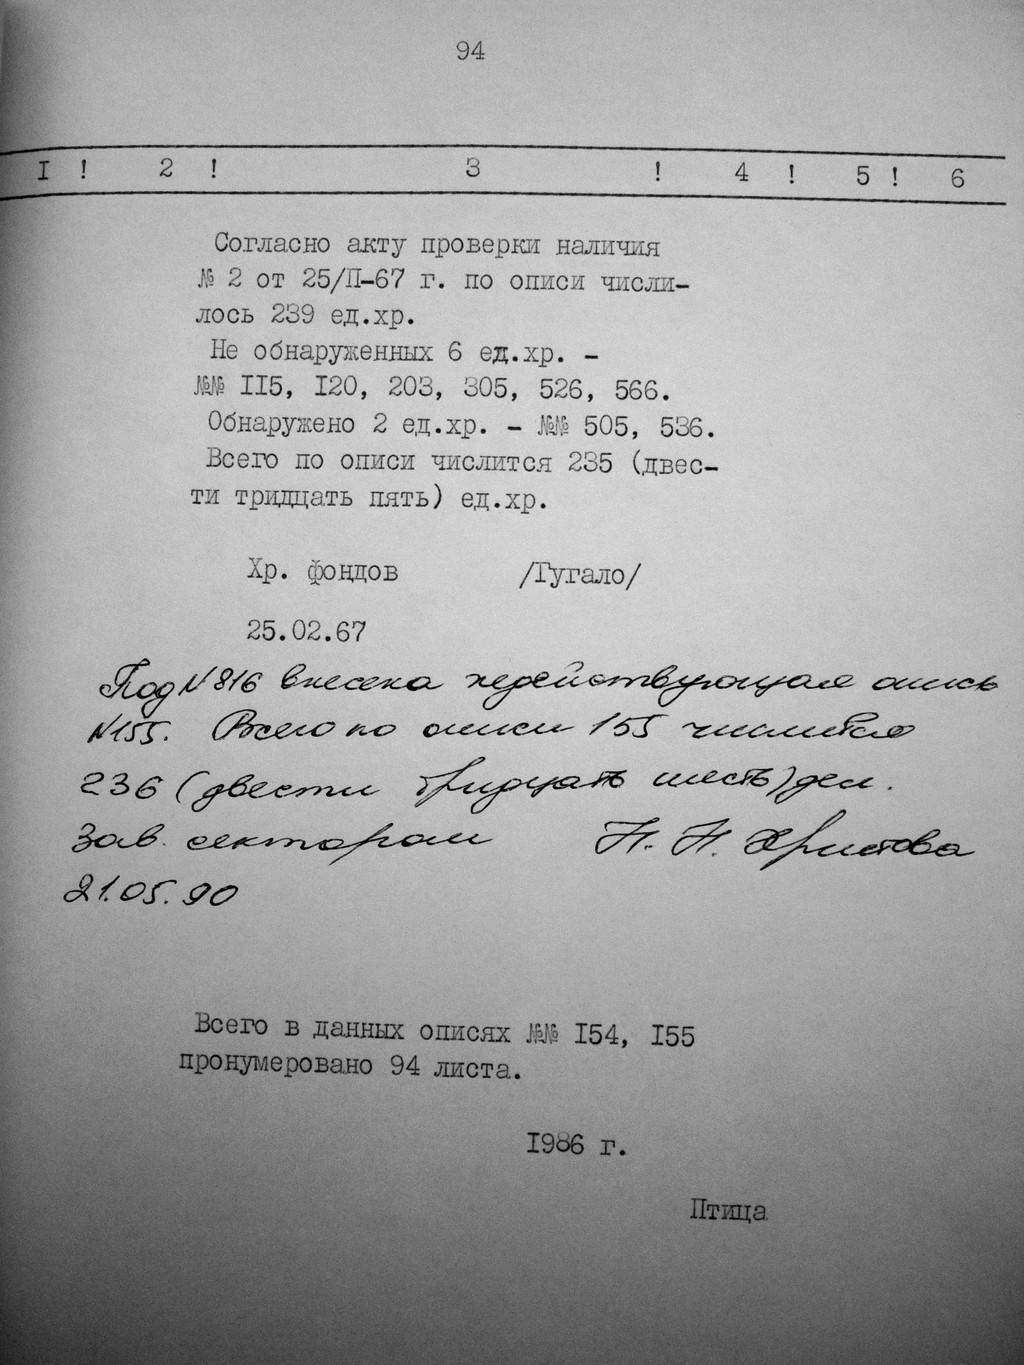 94
I ! 2 ! 3 ! 4 ! 5 ! 6
Согласно акту проверки наличия
№ 2 от 25/П-67 г. по описи числи-
лось 239 ед.хр.
Не обнаруженных 6 ед.хр. -
№№ II5, I20, 203, 305, 526, 566.
Обнаружено 2 ед.хр. - №№ 505, 536.
Всего по описи числится 235 (двес-
ти тридцать пять) ед.хр.
Хр. фондов /Тугало/
25.02.67
Под N 816 внесена недействующая опись
N155. Всего по описи 155 числится
236 (двести тридцать шесть) дел.
Зав. сектором Н. Н. Христова
21.05.90
Всего в данных описях №№ I54, I55
пронумеровано 94 листа.
I986 г.
Птица